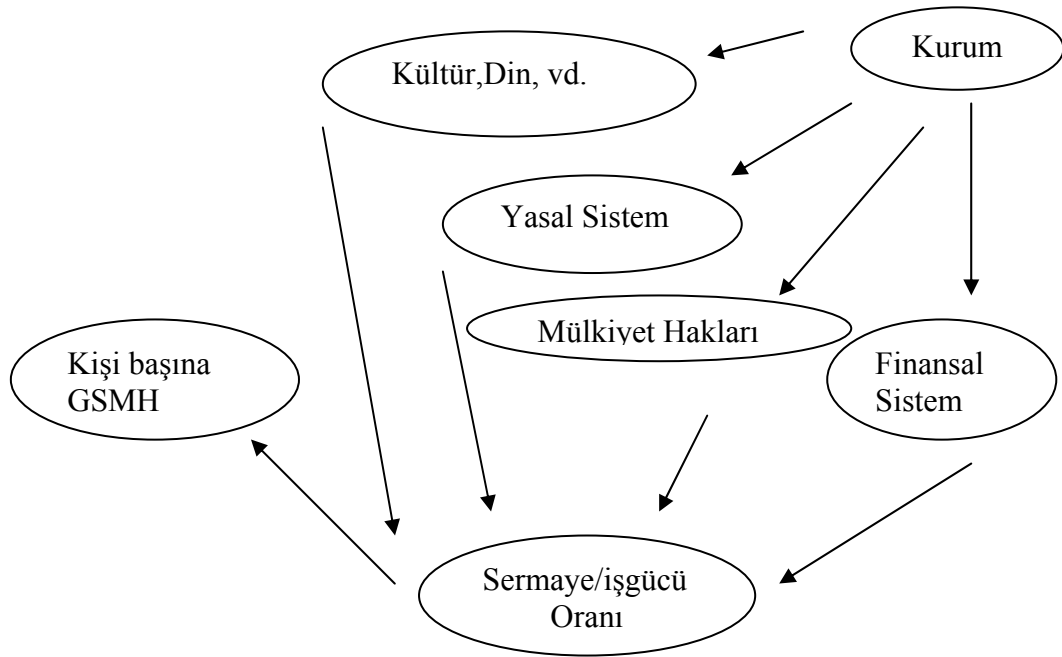 Kurum
Kültür,Din, vd.
Yasal Sistem
Mülkiyet Hakları
Kişi başına
GSMH
Finansal
Sistem
Sermaye/işgücü
Oranı